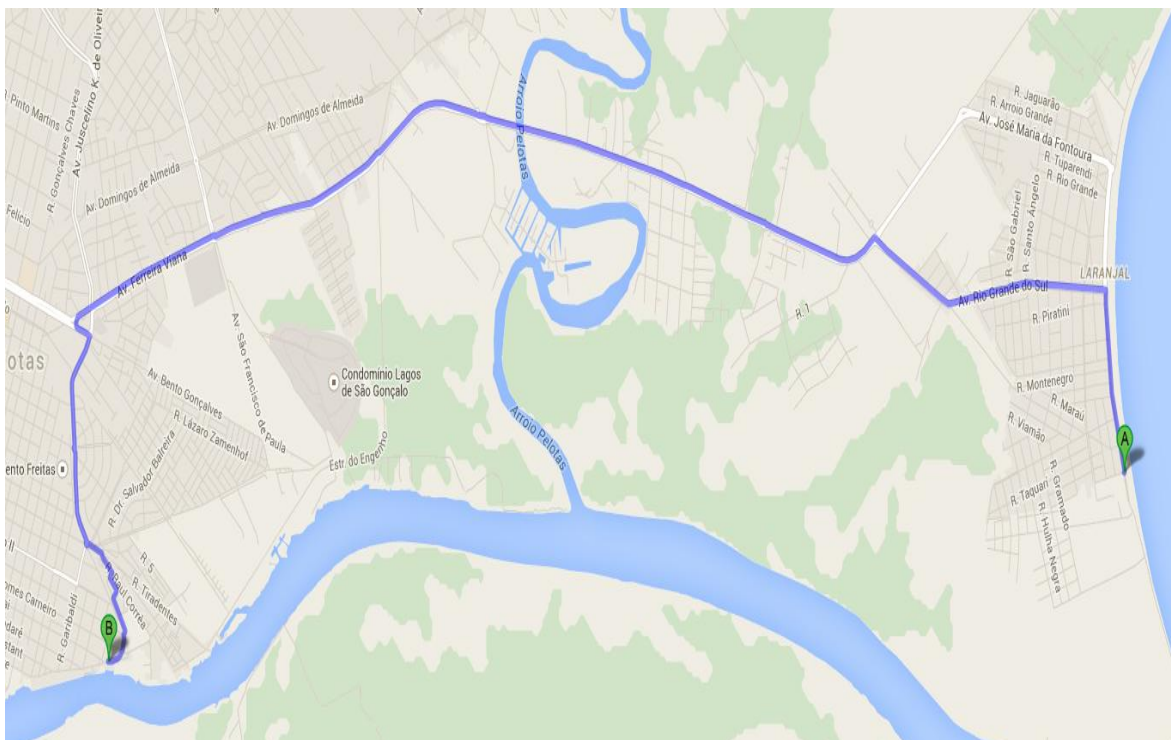 R. Pinto Martins
R. Gonçalves Chaves
Av. Juscelino K. de Oliveir
Av. Domingos de Almeida
Av. Domingos de Almeida
Felício
Arroio Pelotas
R. Jaguarão
R. Arroio Grande
Av. José Maria da Fontoura
R. Tuparendi
R. Rio Grande
R. São Gabriel
R. Santo Ângelo
Av. Ferreira Viana
LARANJAL
Av. Rio Grande do Sul
R. Piratini
R. 1
otas
Av. São Francisco de Paula
Condomínio Lagos
de São Gonçalo
Av. Bento Gonçalves
R. Lázaro Zamenhof
R. Dr. Salvador Balreira
Estr. do Engenho
Arroio Pelotas
R. Montenegro
R. Maraú
R. Viamão
A
ento Freitas
R. Taquari
R. Gramado
R. Hulha Negra
o II
R. 5
R. Tiradentes
R. Raul Corrêa
omes Carneiro
R. Garibaldi
B